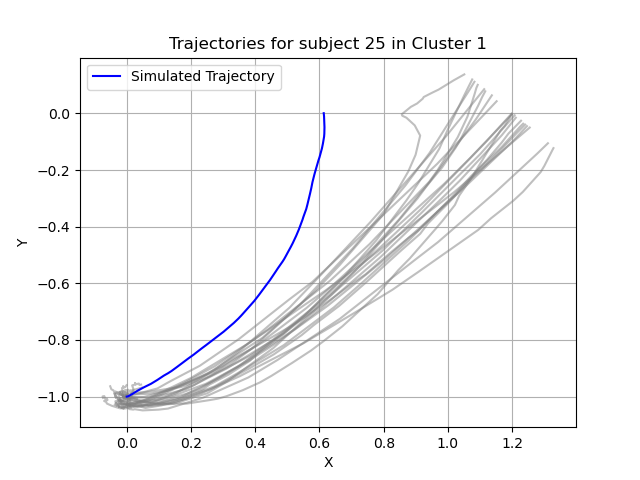 Trajectories for subject 25 in Cluster 1
Simulated Trajectory
0.0
−0.2
−0.4
−0.6
−0.8
−1.0
Y
0.0 0.2 0.4 0.6 0.8 1.0 1.2
X